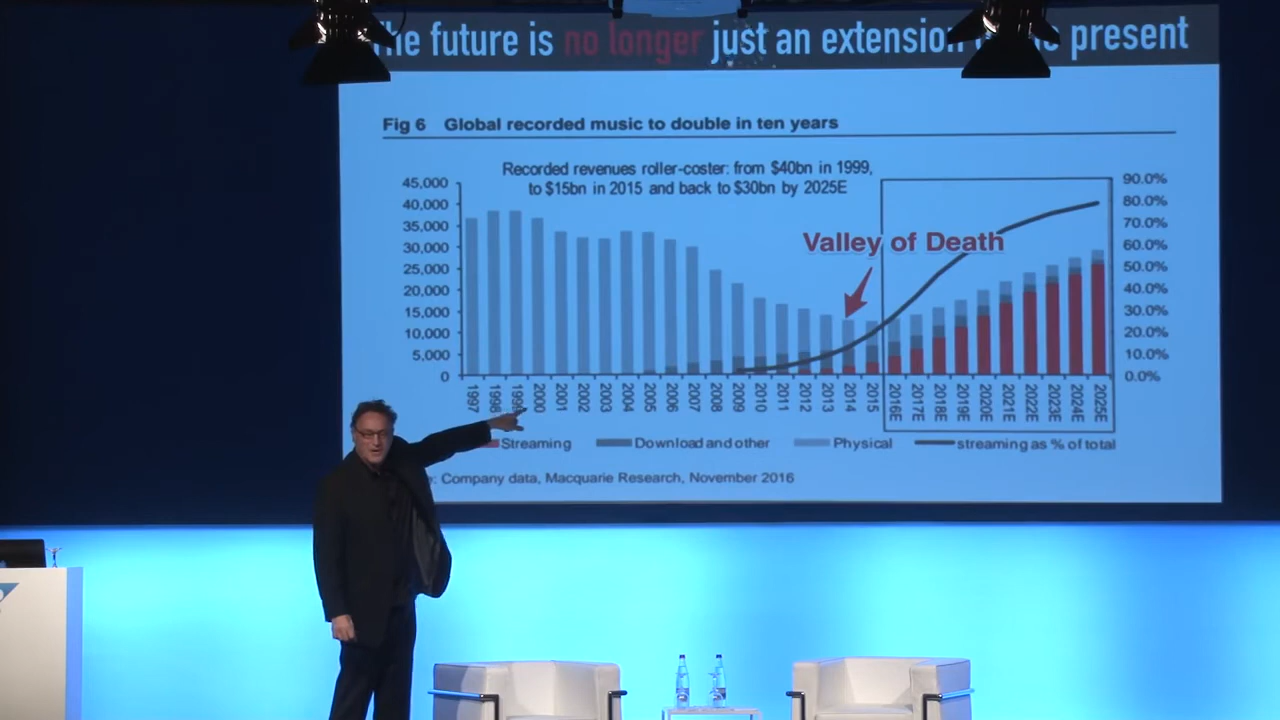 he future is no longer just an extension present
Fig 6 Global recorded music to double in ten years
Recorded revenues roller-coster: from $40bn in 1999,
to $15bn in 2015 and back to $30bn by 2025E
45,000
40,000
35,000
30,000
25,000
20,000
15,000
10,000
5,000
0
90.0%
80.0%
70.0%
60.0%
50.0%
40.0%
30.0%
20.0%
10.0%
0.0%
Valley of Death
1997 1998 199 2000 2001 2002 2003 2004 2005 2006 2007 2008 2009 2010 2011 2012 2013 2014 2015 2016E 2017E 2018E 2019E 2020E 2021E 2022E 2023E 2024E 2025E
Streaming Download and other Physical streaming as % of total
: Company data, Macquarie Research, November 2016